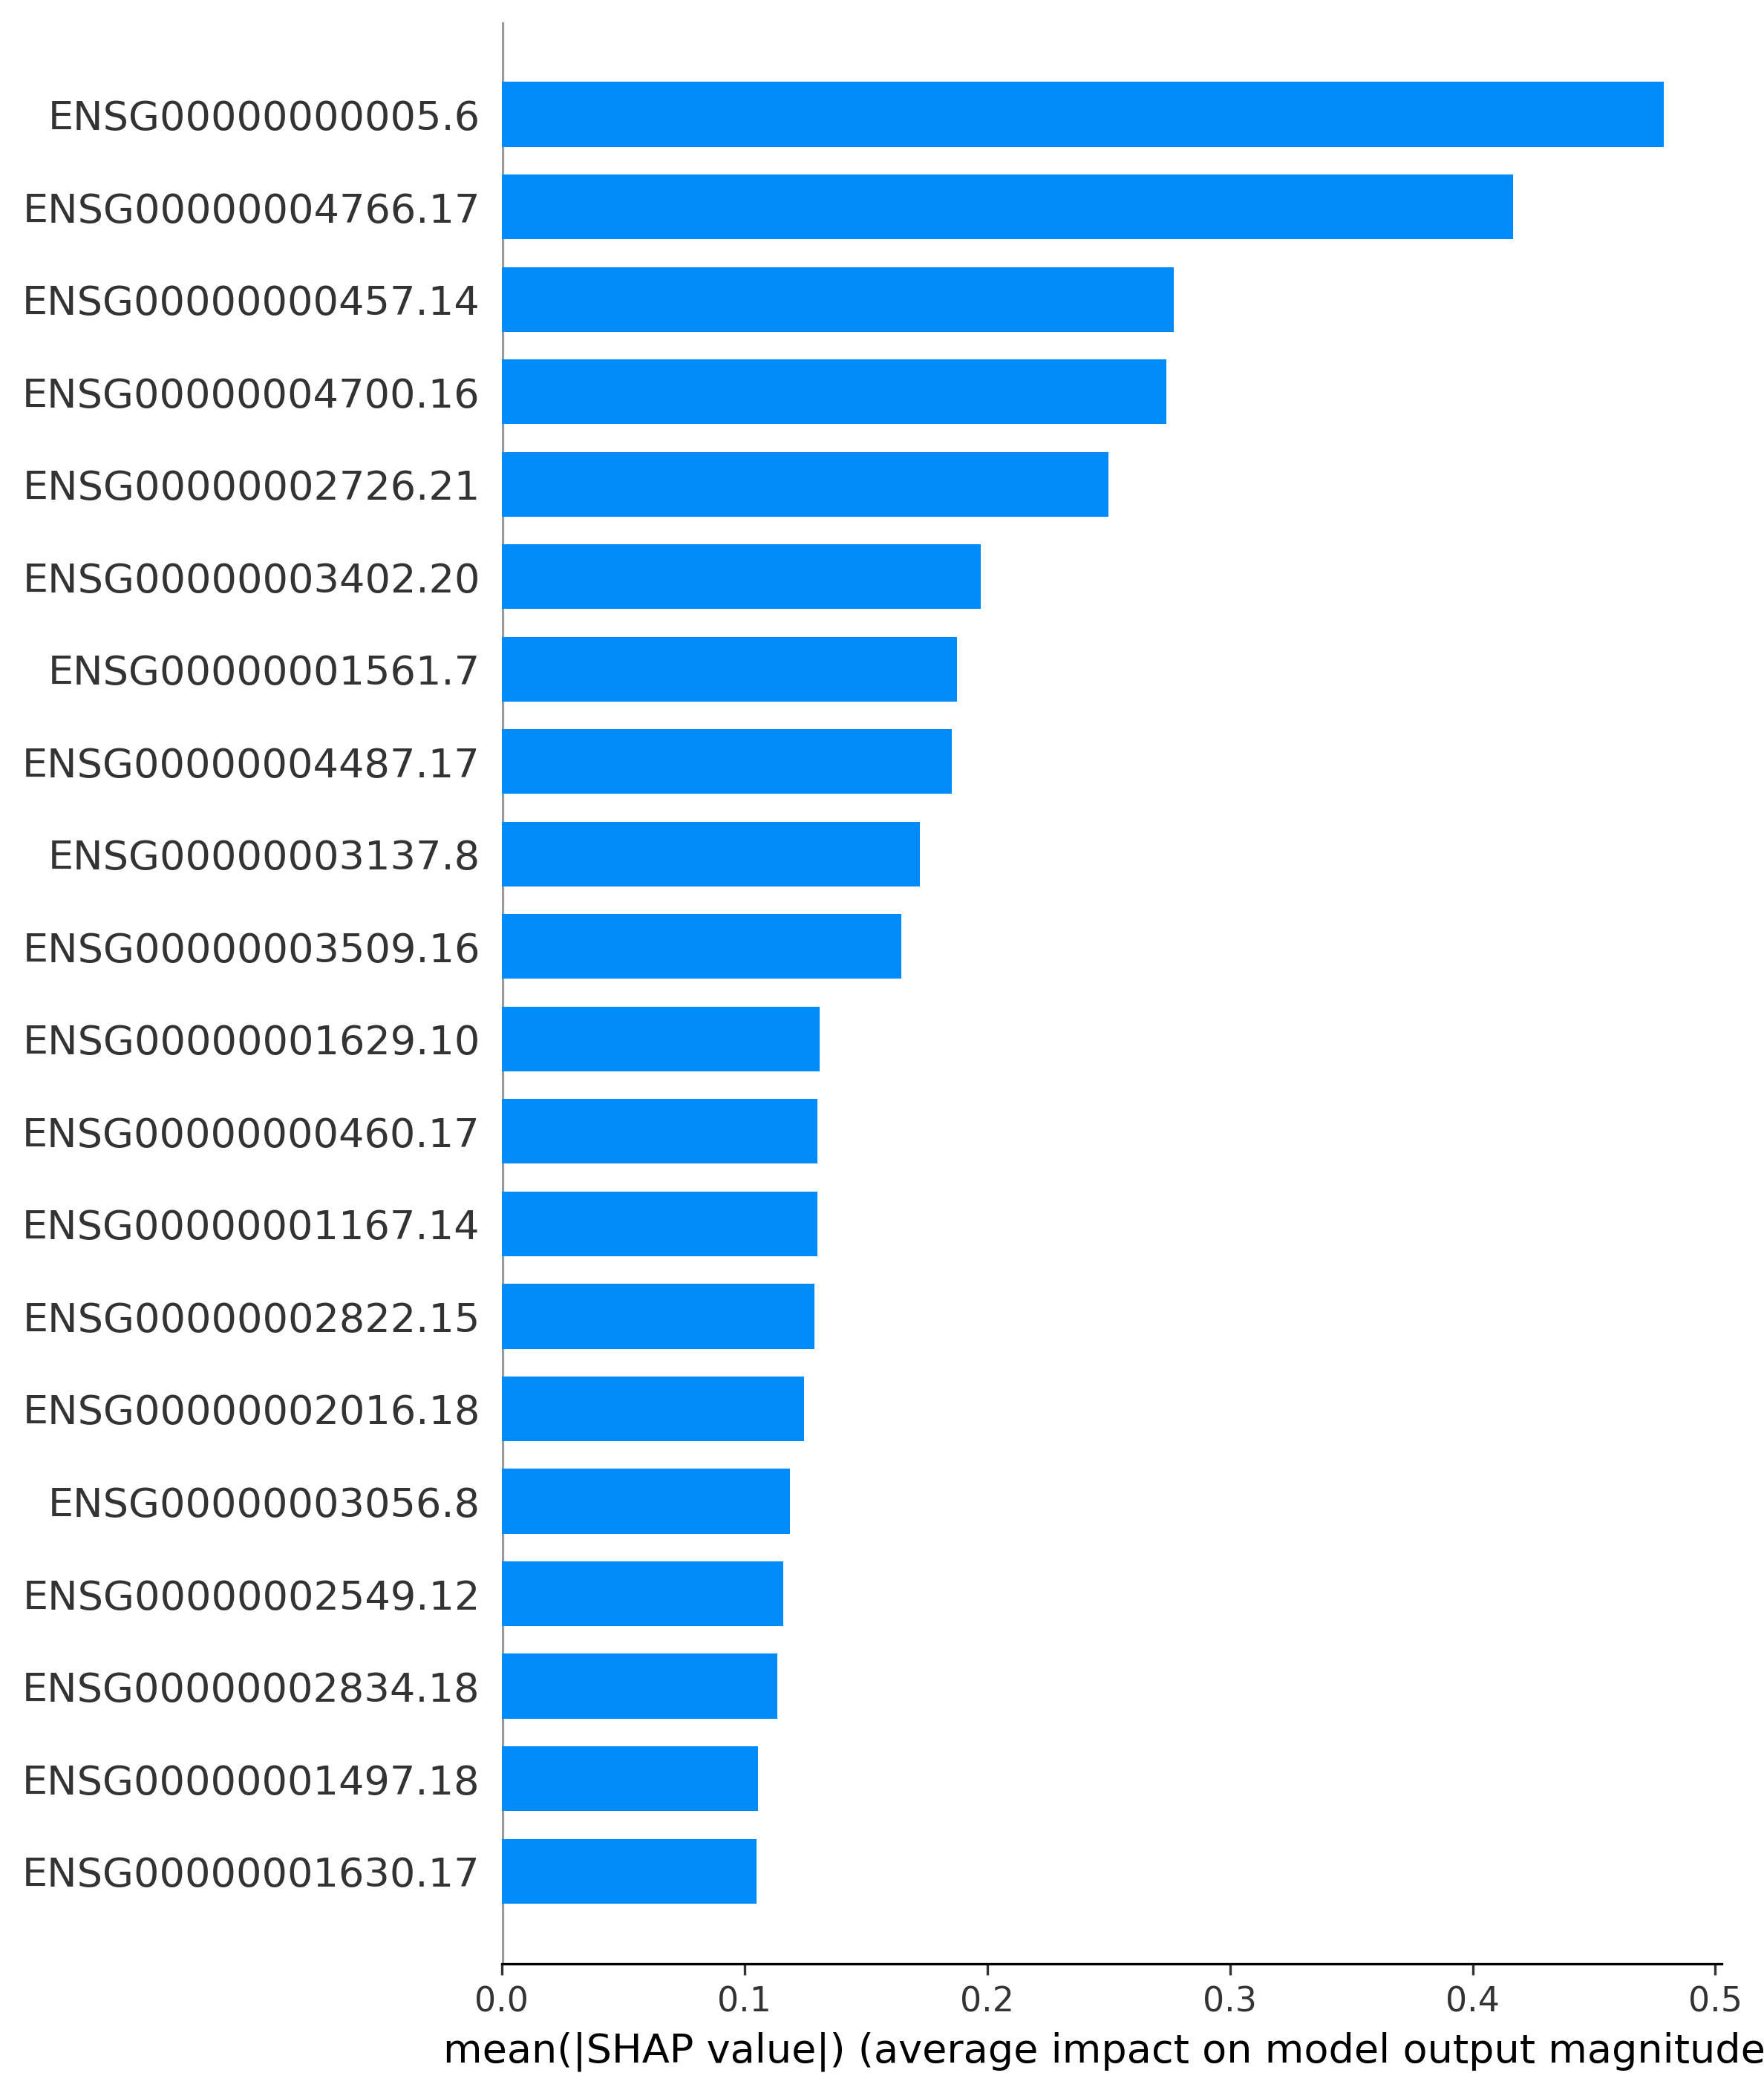 ENSG00000000005.6
ENSG00000004766.17
ENSG00000000457.14
ENSG00000004700.16
ENSG00000002726.21
ENSG00000003402.20
ENSG00000001561.7
ENSG00000004487.17
ENSG00000003137.8
ENSG00000003509.16
ENSG00000001629.10
ENSG00000000460.17
ENSG00000001167.14
ENSG00000002822.15
ENSG00000002016.18
ENSG00000003056.8
ENSG00000002549.12
ENSG00000002834.18
ENSG00000001497.18
ENSG00000001630.17
0.0 0.1 0.2 0.3 0.4 0.5
mean(|SHAP value|) (average impact on model output magnitude